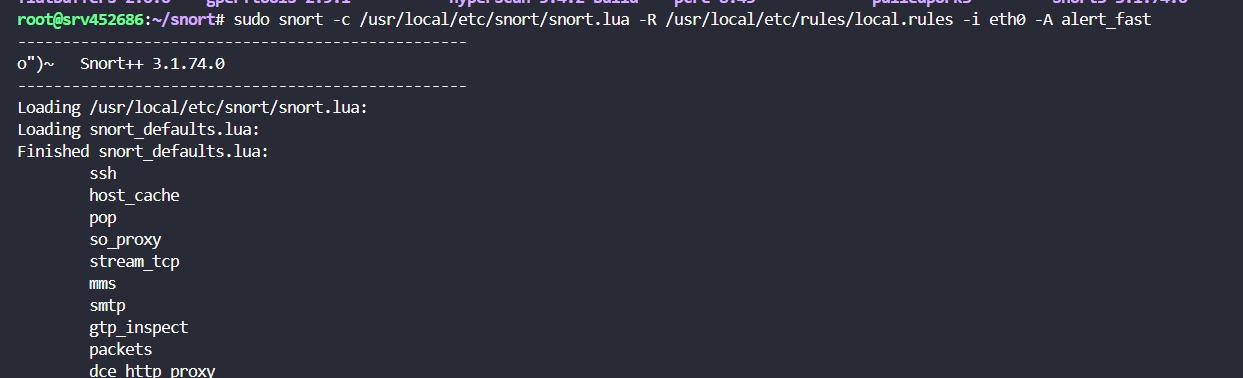 root@srv452686:~/snort# sudo snort -c /usr/local/etc/snort/snort.lua -R /usr/local/etc/rules/local.rules -i eth0 -A alert_fast
--------------------------------------------------
o")~   Snort++ 3.1.74.0
--------------------------------------------------
Loading /usr/local/etc/snort/snort.lua:
Loading snort_defaults.lua:
Finished snort_defaults.lua:
ssh
host_cache
pop
so_proxy
stream_tcp
mms
smtp
gtp_inspect
packets
dce_http_proxy